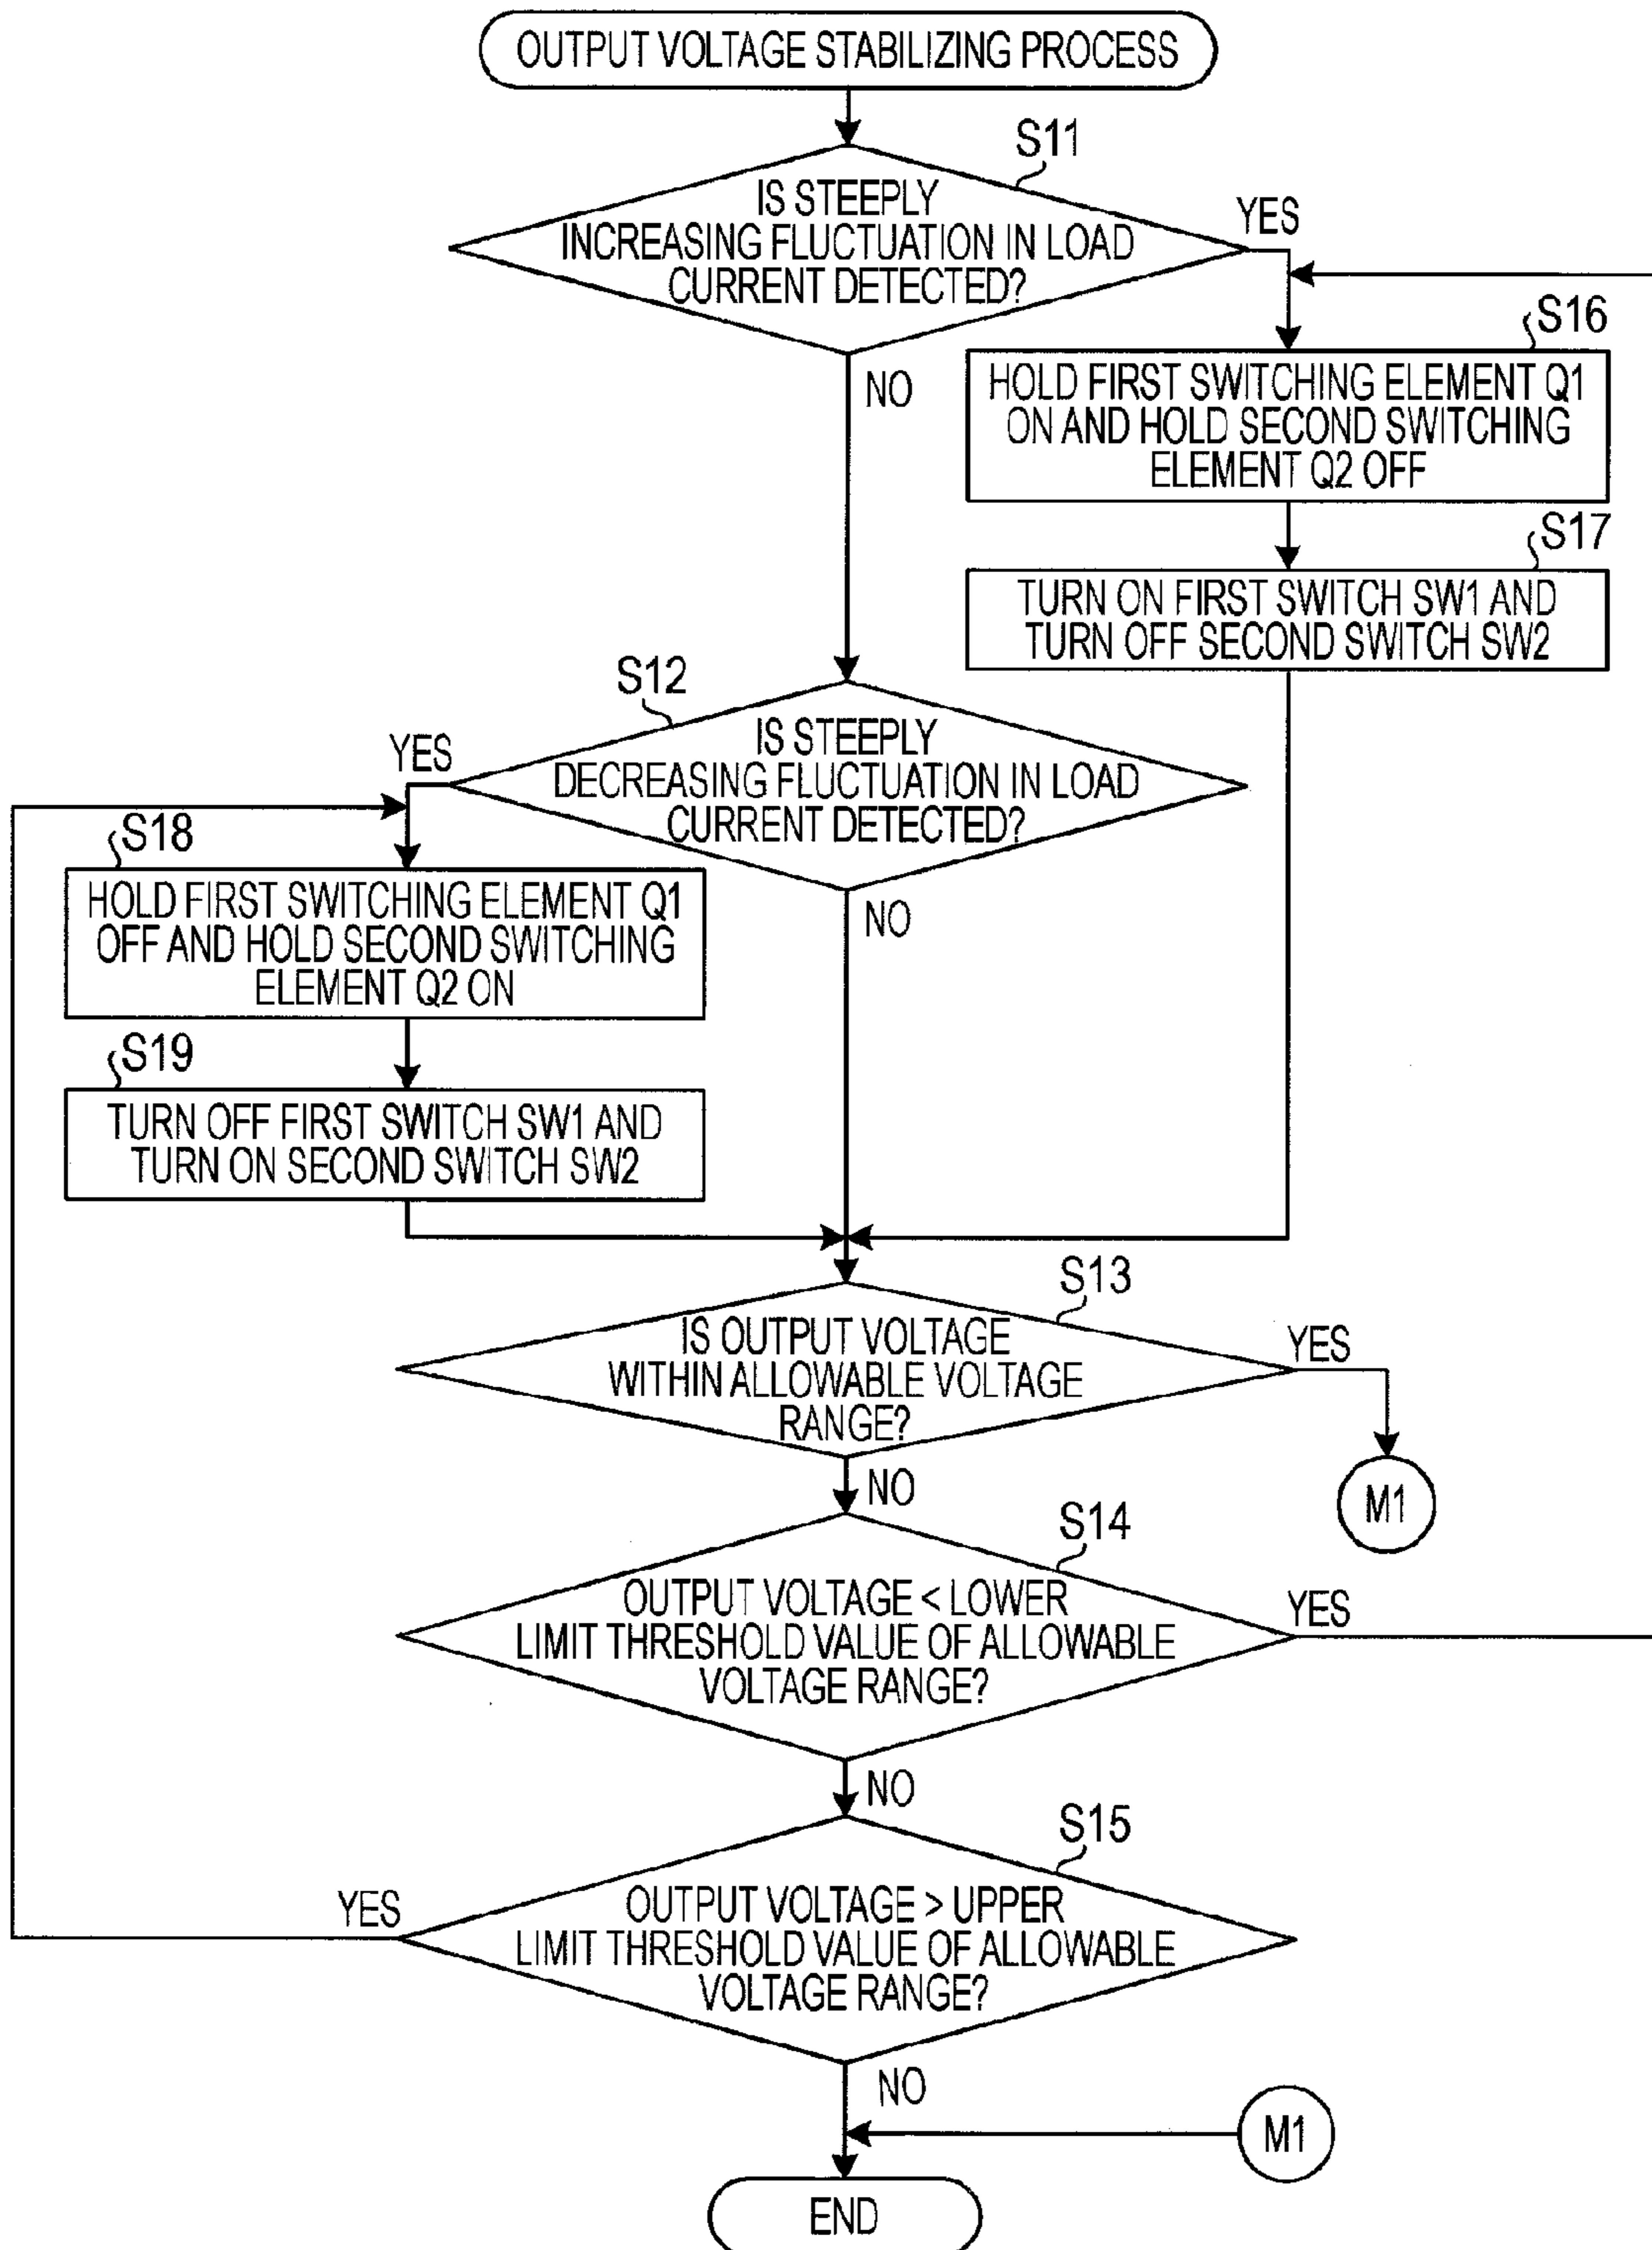 OUTPUT VOLTAGE STABILIZING PROCESS
S11
IS STEEPLY
INCREASING FLUCTUATION IN LOAD
CURRENT DETECTED?
YES
NO
S16
HOLD FIRST SWITCHING ELEMENT Q1
ON AND HOLD SECOND SWITCHING
ELEMENT Q2 OFF
S17
TURN ON FIRST SWITCH SW1 AND
TURN OFF SECOND SWITCH SW2
S12
IS STEEPLY
DECREASING FLUCTUATION IN LOAD
CURRENT DETECTED?
YES
NO
S18
HOLD FIRST SWITCHING ELEMENT Q1
OFF AND HOLD SECOND SWITCHING
ELEMENT Q2 ON
S19
TURN OFF FIRST SWITCH SW1 AND
TURN ON SECOND SWITCH SW2
S13
IS OUTPUT VOLTAGE
WITHIN ALLOWABLE VOLTAGE
RANGE?
YES
M1
NO
S14
OUTPUT VOLTAGE < LOWER
LIMIT THRESHOLD VALUE OF ALLOWABLE
VOLTAGE RANGE?
YES
NO
S15
OUTPUT VOLTAGE > UPPER
LIMIT THRESHOLD VALUE OF ALLOWABLE
VOLTAGE RANGE?
YES
NO
M1
END